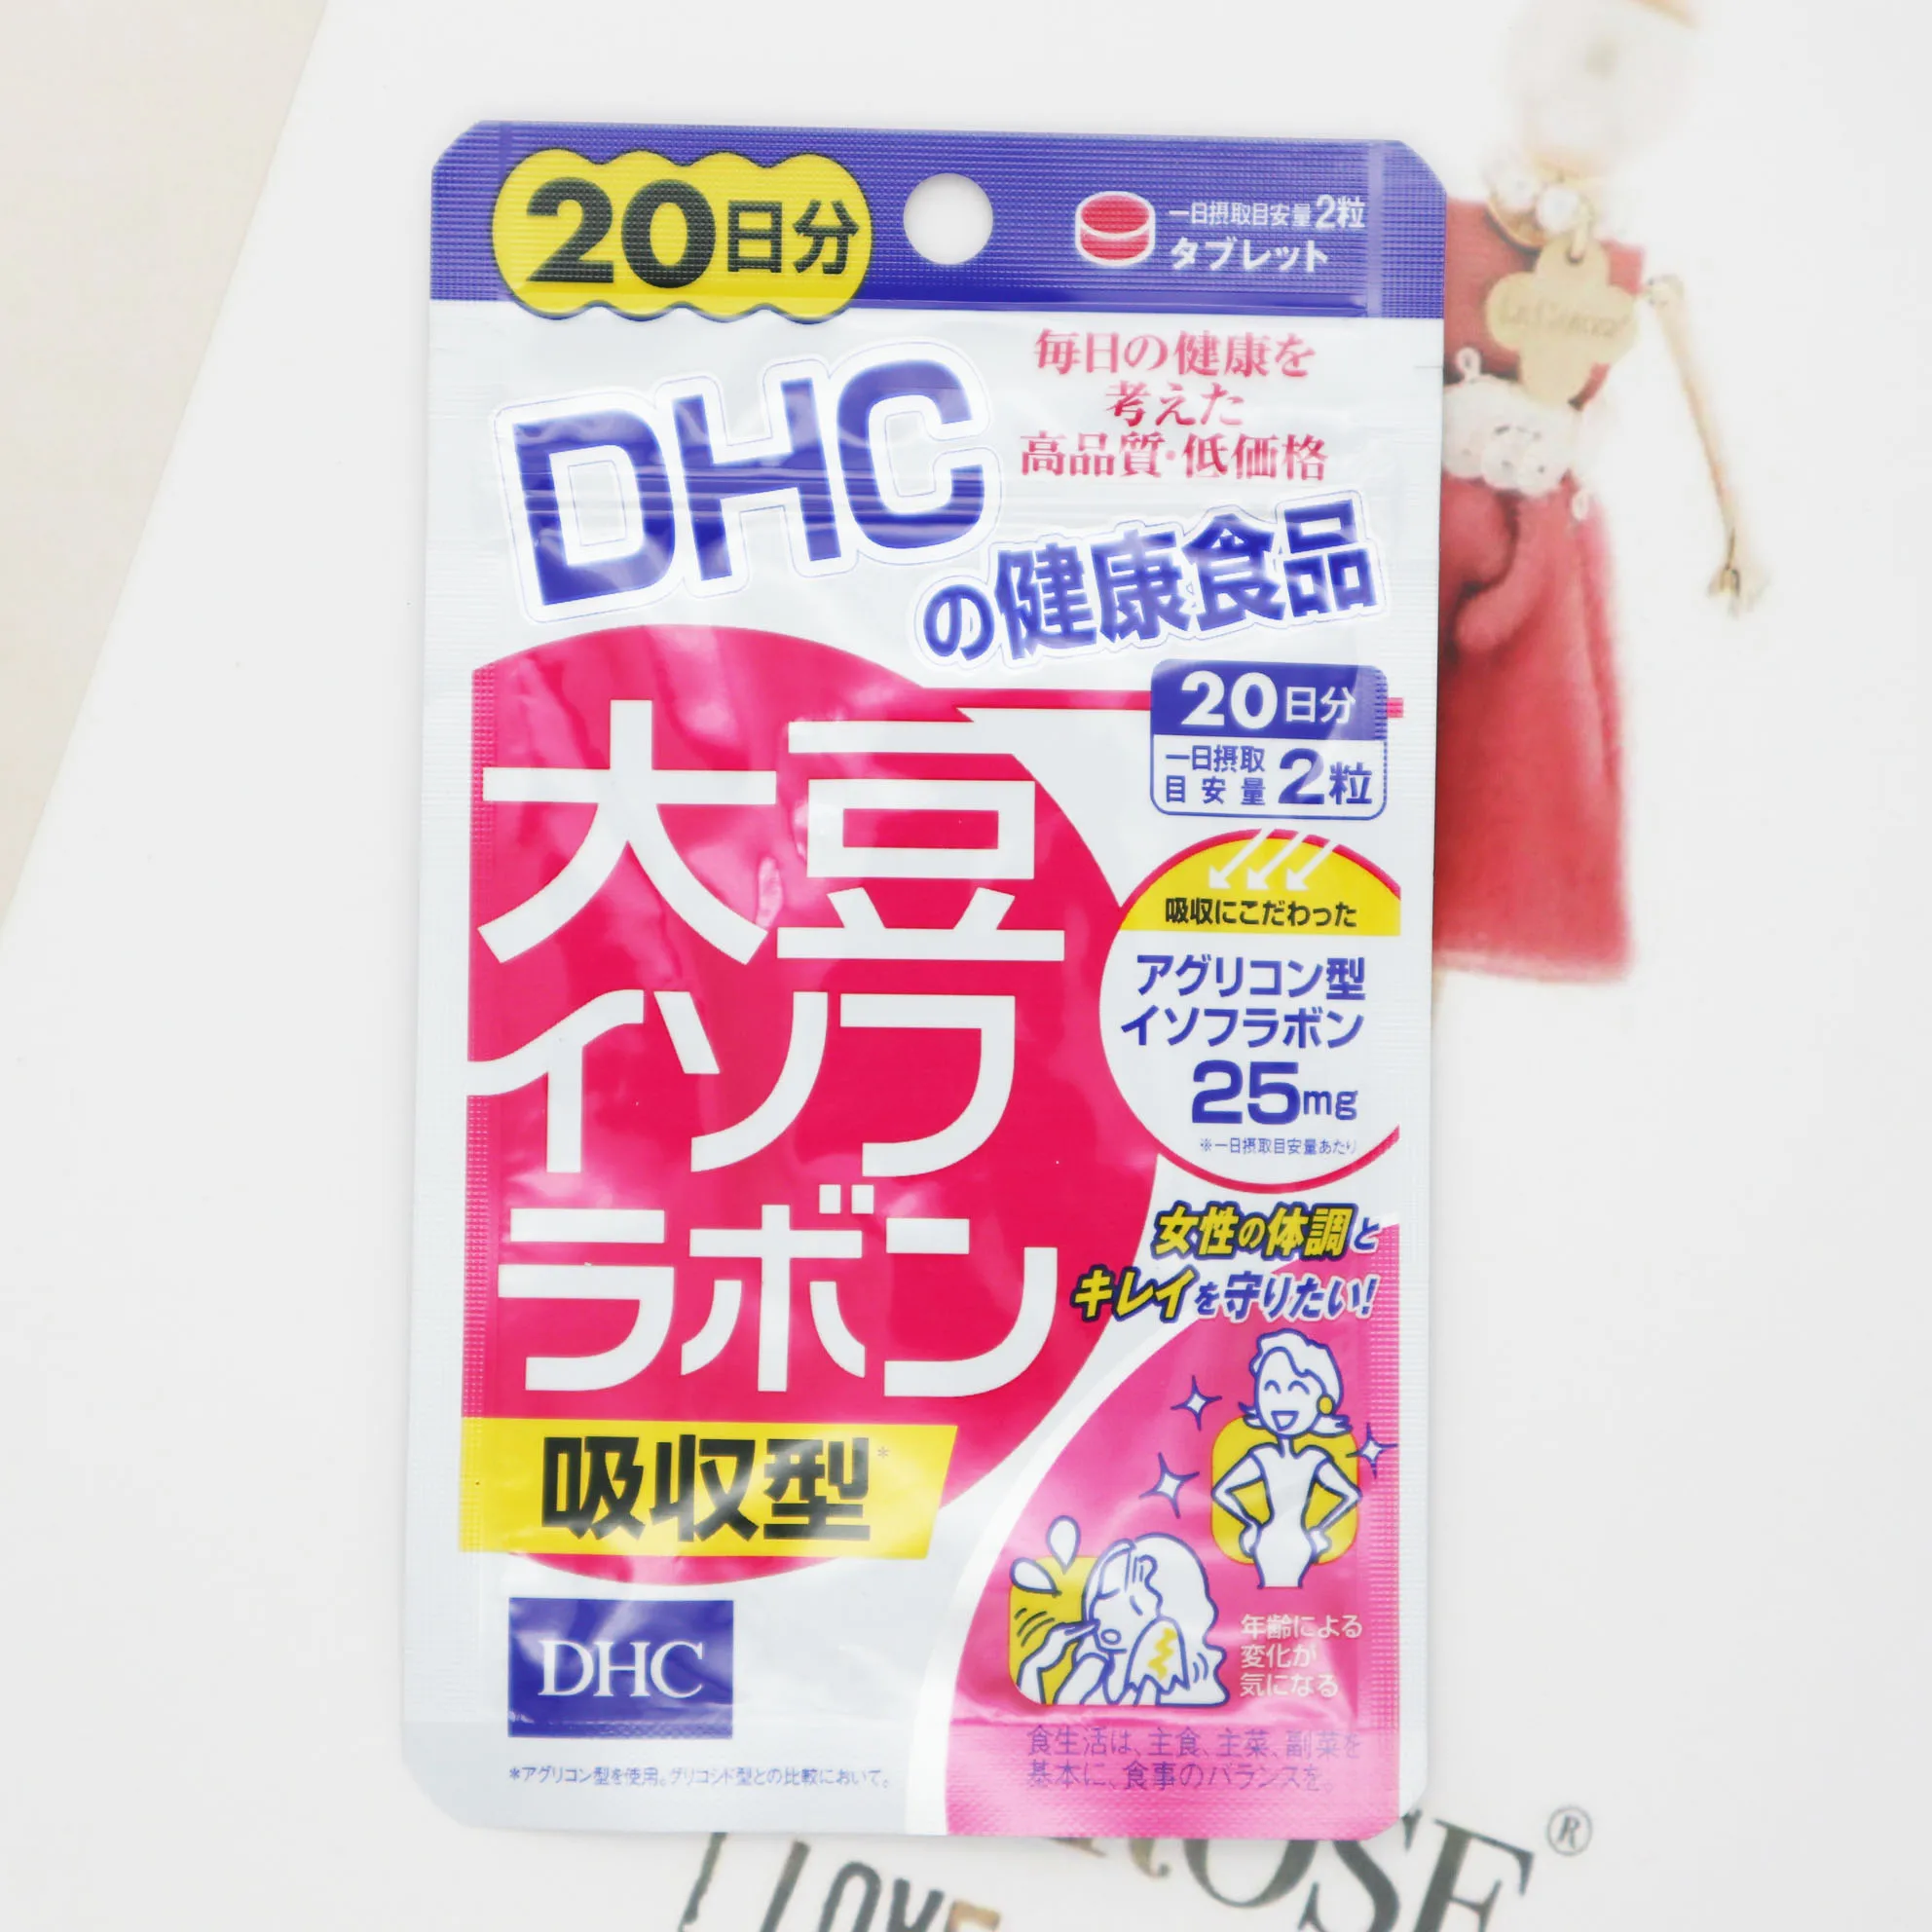 20日分
一日摂取目安量2粒
タブレット
毎日の健康を
考えた
高品質・低価格
DHC
の健康食品
20日分
一日摂取
目安量 2粒
大豆
イソフ
ラボン
吸収型*
吸収にこだわった
アグリコン型
イソフラボン
25mg
※一日摂取目安量あたり
女性の体調と
キレイを守りたい!
年齢による
変化が
気になる
DHC
*アグリコン型を使用。グリコシド型との比較において。
食生活は、主食、主菜、副菜を
基本に、食事のバランスを。
®
LOVE